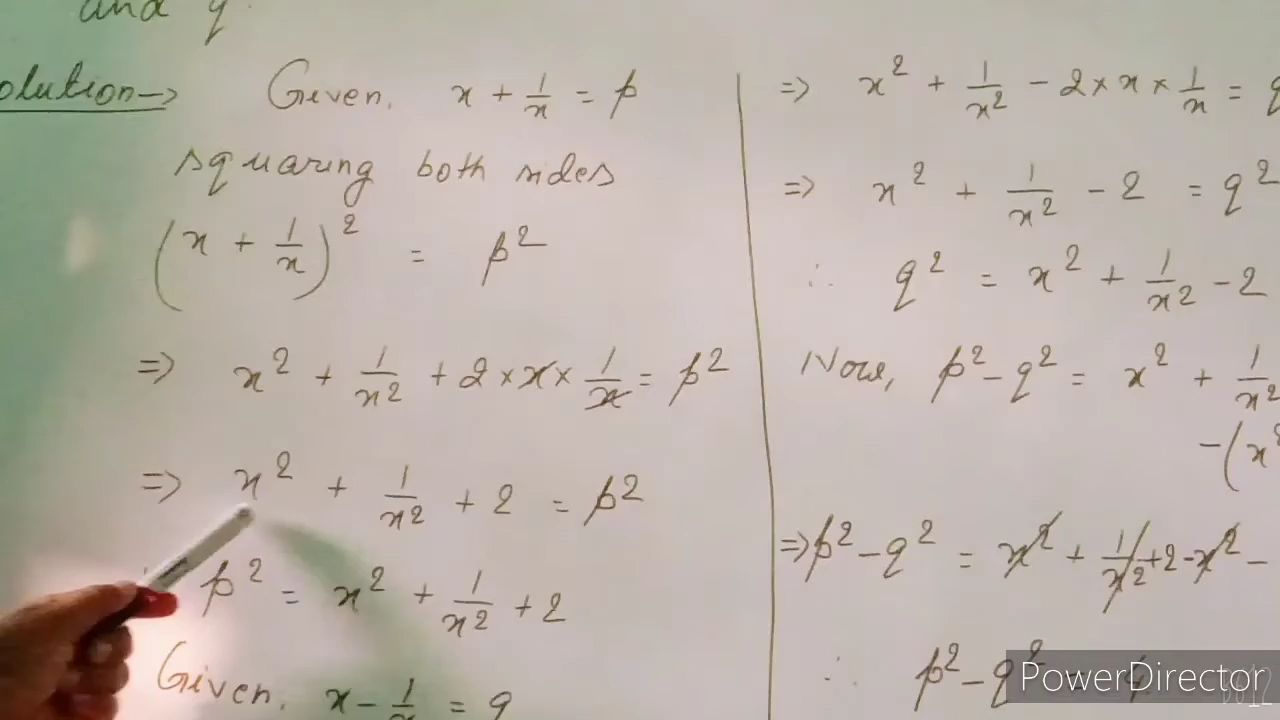 and q
olution→
Given, x + 1/x = p
squaring both sides
(x + 1/x)² = p²
=> x² + 1/x² + 2 × x × 1/x = p²
=> x² + 1/x² + 2 = p²
p² = x² + 1/x² + 2
Given, x - 1/x = q
=> x² + 1/x² - 2 × x × 1/x = q
=> x² + 1/x² - 2 = q²
∴ q² = x² + 1/x² - 2
Now, p² - q² = x² + 1/x²
-(x²
=> p² - q² = x² + 1/x² + 2 - x² -
∴ p² - q² = 4
PowerDirector